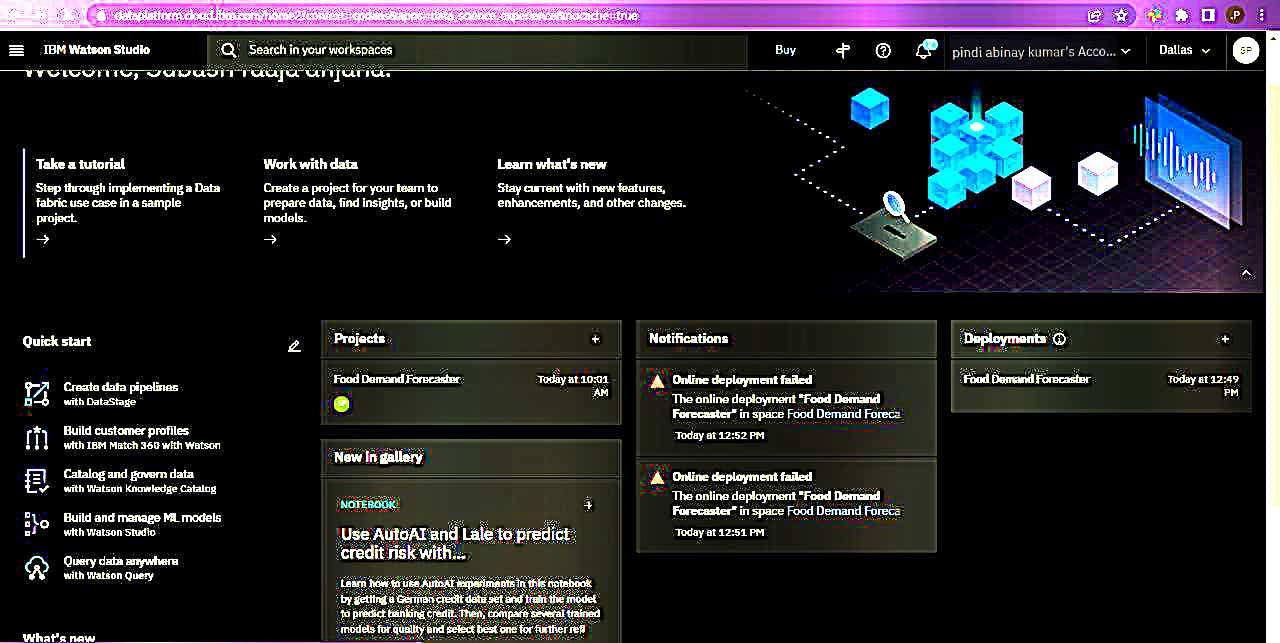 dataplatform.cloud.ibm.com/home2?context=cpdaas&apps=data_science_experience&nocache=true
IBM Watson Studio
Search in your workspaces
Buy
pindi abinay kumar's Acco...
Dallas
SP
Take a tutorial
Step through implementing a Data
fabric use case in a sample
project.
Work with data
Create a project for your team to
prepare data, find insights, or build
models.
Learn what's new
Stay current with new features,
enhancements, and other changes.
Quick start
Create data pipelines
with DataStage
Build customer profiles
with IBM Match 360 with Watson
Catalog and govern data
with Watson Knowledge Catalog
Build and manage ML models
with Watson Studio
Query data anywhere
with Watson Query
What's new
Projects
Food Demand Forecaster
Today at 10:01
AM
New in gallery
NOTEBOOK
Use AutoAI and Lale to predict
credit risk with...
Learn how to use AutoAI experiments in this notebook
by getting a German credit data set and train the model
to predict banking credit. Then, compare several trained
models for quality and select best one for further refi
Notifications
Online deployment failed
The online deployment "Food Demand
Forecaster" in space Food Demand Foreca
Today at 12:52 PM
Online deployment failed
The online deployment "Food Demand
Forecaster" in space Food Demand Foreca
Today at 12:51 PM
Deployments
Food Demand Forecaster
Today at 12:49
PM